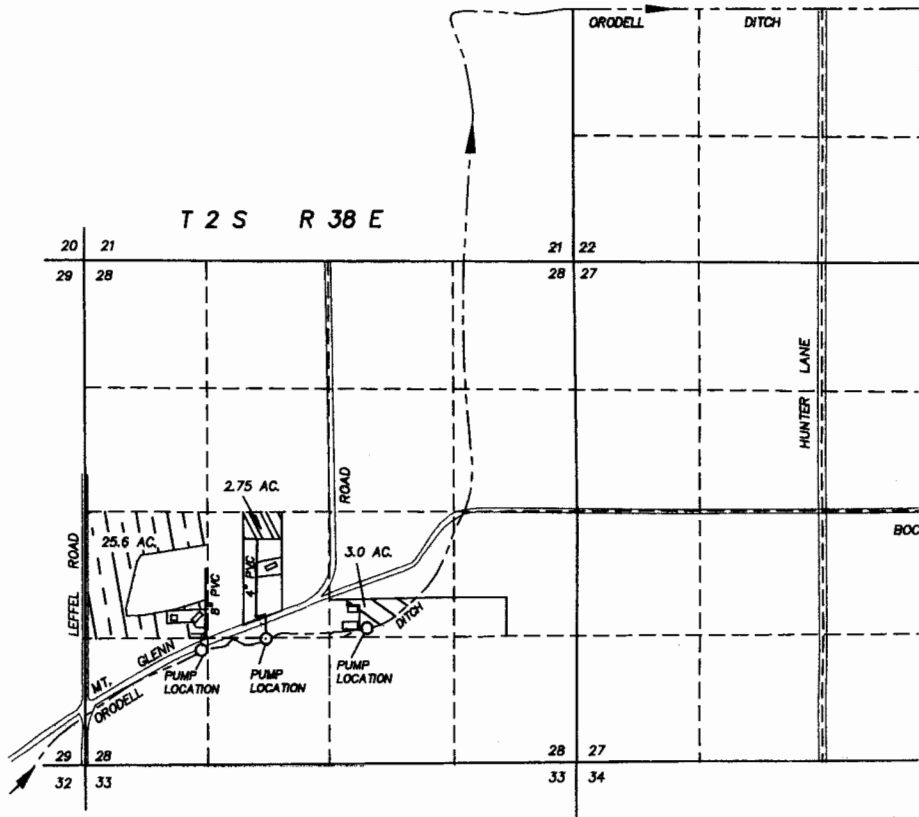 ORODELL DITCH
T 2 S R 38 E
20 21
29 28
21 22
28 27
HUNTER LANE
2.75 AC.
ROAD
25.6 AC.
LEFFEL ROAD
8" PVC
4" PVC
3.0 AC.
BOC
DITCH
MT. GLENN
ORODELL
PUMP LOCATION
PUMP LOCATION
PUMP LOCATION
29 28
32 33
28 27
33 34